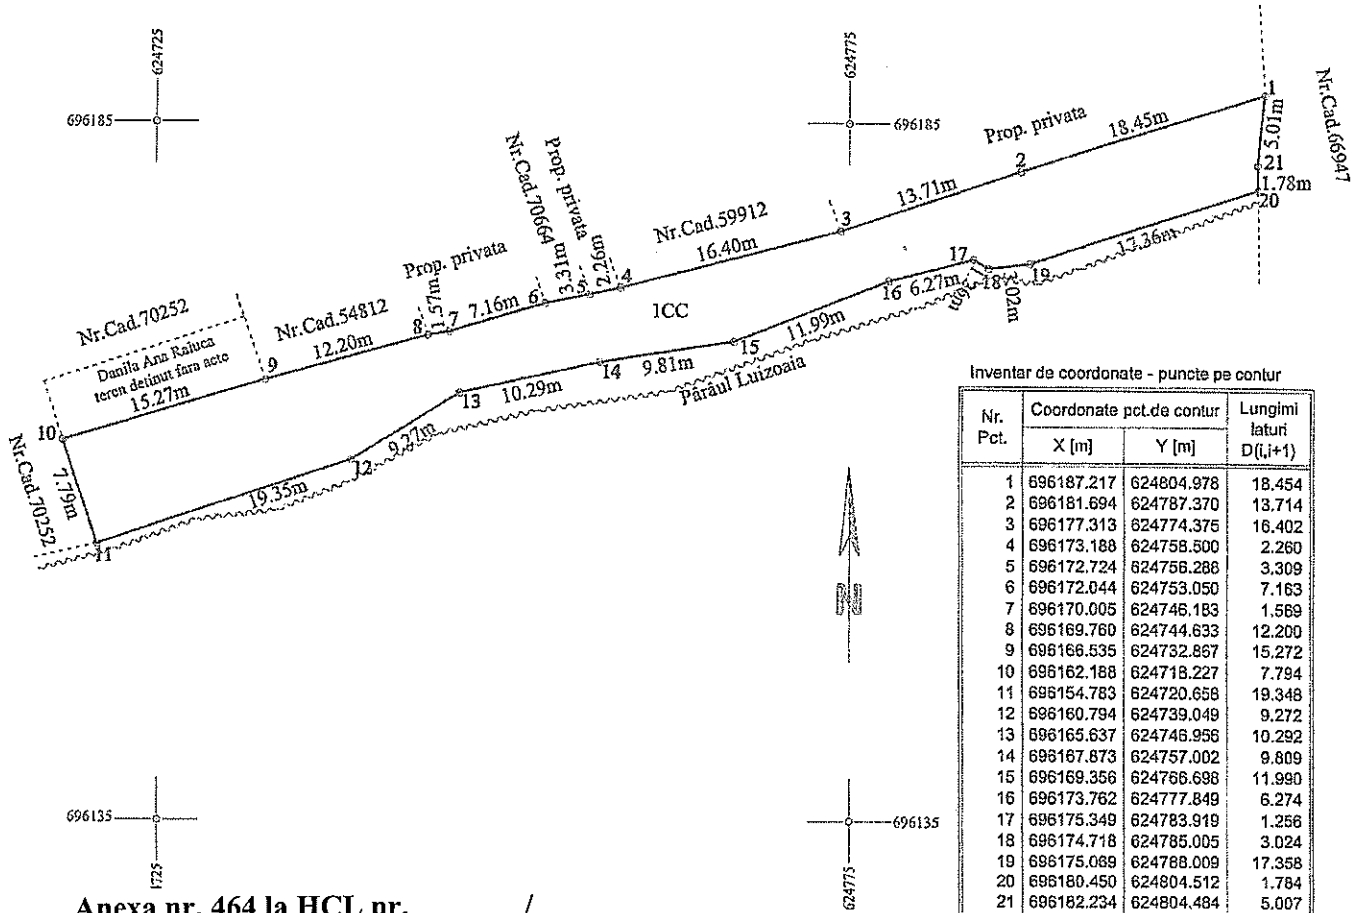 624725
624775
696185
696185
1
5.01m
Nr.Cad.66947
21
1.78m
20
Prop. privata
18.45m
2
13.71m
3
Nr.Cad.59912
16.40m
4
Prop. privata
2.26m
5
Nr.Cad.70664
3.31m
6
Prop. privata
7.16m
7
1.57m
8
Nr.Cad.54812
12.20m
9
Nr.Cad.70252
Danila Ana Raluca
teren detinut fara acte
15.27m
10
Nr.Cad.70252
7.79m
11
19.35m
12
9.27m
13
10.29m
14
9.81m
15
11.99m
16
6.27m
17
18
19
17.36m
1CC
Pârâul Luizoaia
N
696135
696135
624775
Inventar de coordonate - puncte pe contur
Nr. Pct. Coordonate pct.de contur Lungimi laturi D(i,i+1)
X [m] Y [m]
1 696187.217 624804.978 18.454
2 696181.694 624787.370 13.714
3 696177.313 624774.375 16.402
4 696173.188 624758.500 2.260
5 696172.724 624756.288 3.309
6 696172.044 624753.050 7.163
7 696170.005 624746.183 1.569
8 696169.760 624744.633 12.200
9 696166.535 624732.867 15.272
10 696162.188 624718.227 7.794
11 696154.783 624720.658 19.348
12 696160.794 624739.049 9.272
13 696165.637 624746.956 10.292
14 696167.873 624757.002 9.809
15 696169.356 624766.698 11.990
16 696173.762 624777.849 6.274
17 696175.349 624783.919 1.256
18 696174.718 624785.005 3.024
19 696175.069 624788.009 17.358
20 696180.450 624804.512 1.784
21 696182.234 624804.484 5.007
Anexa nr. 464 la HCL nr. /